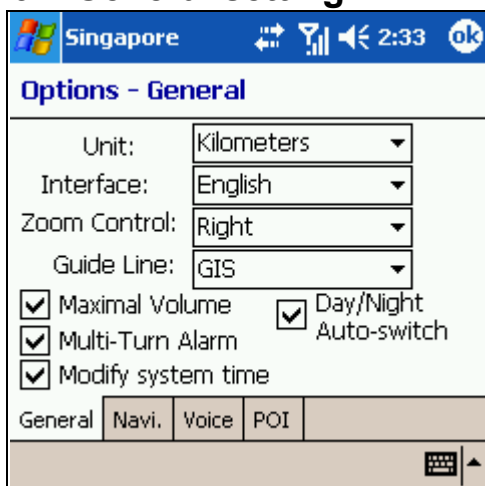 Singapore 2:33 ok
Options - General
Unit: Kilometers
Interface: English
Zoom Control: Right
Guide Line: GIS
Maximal Volume
Day/Night Auto-switch
Multi-Turn Alarm
Modify system time
General Navi. Voice POI